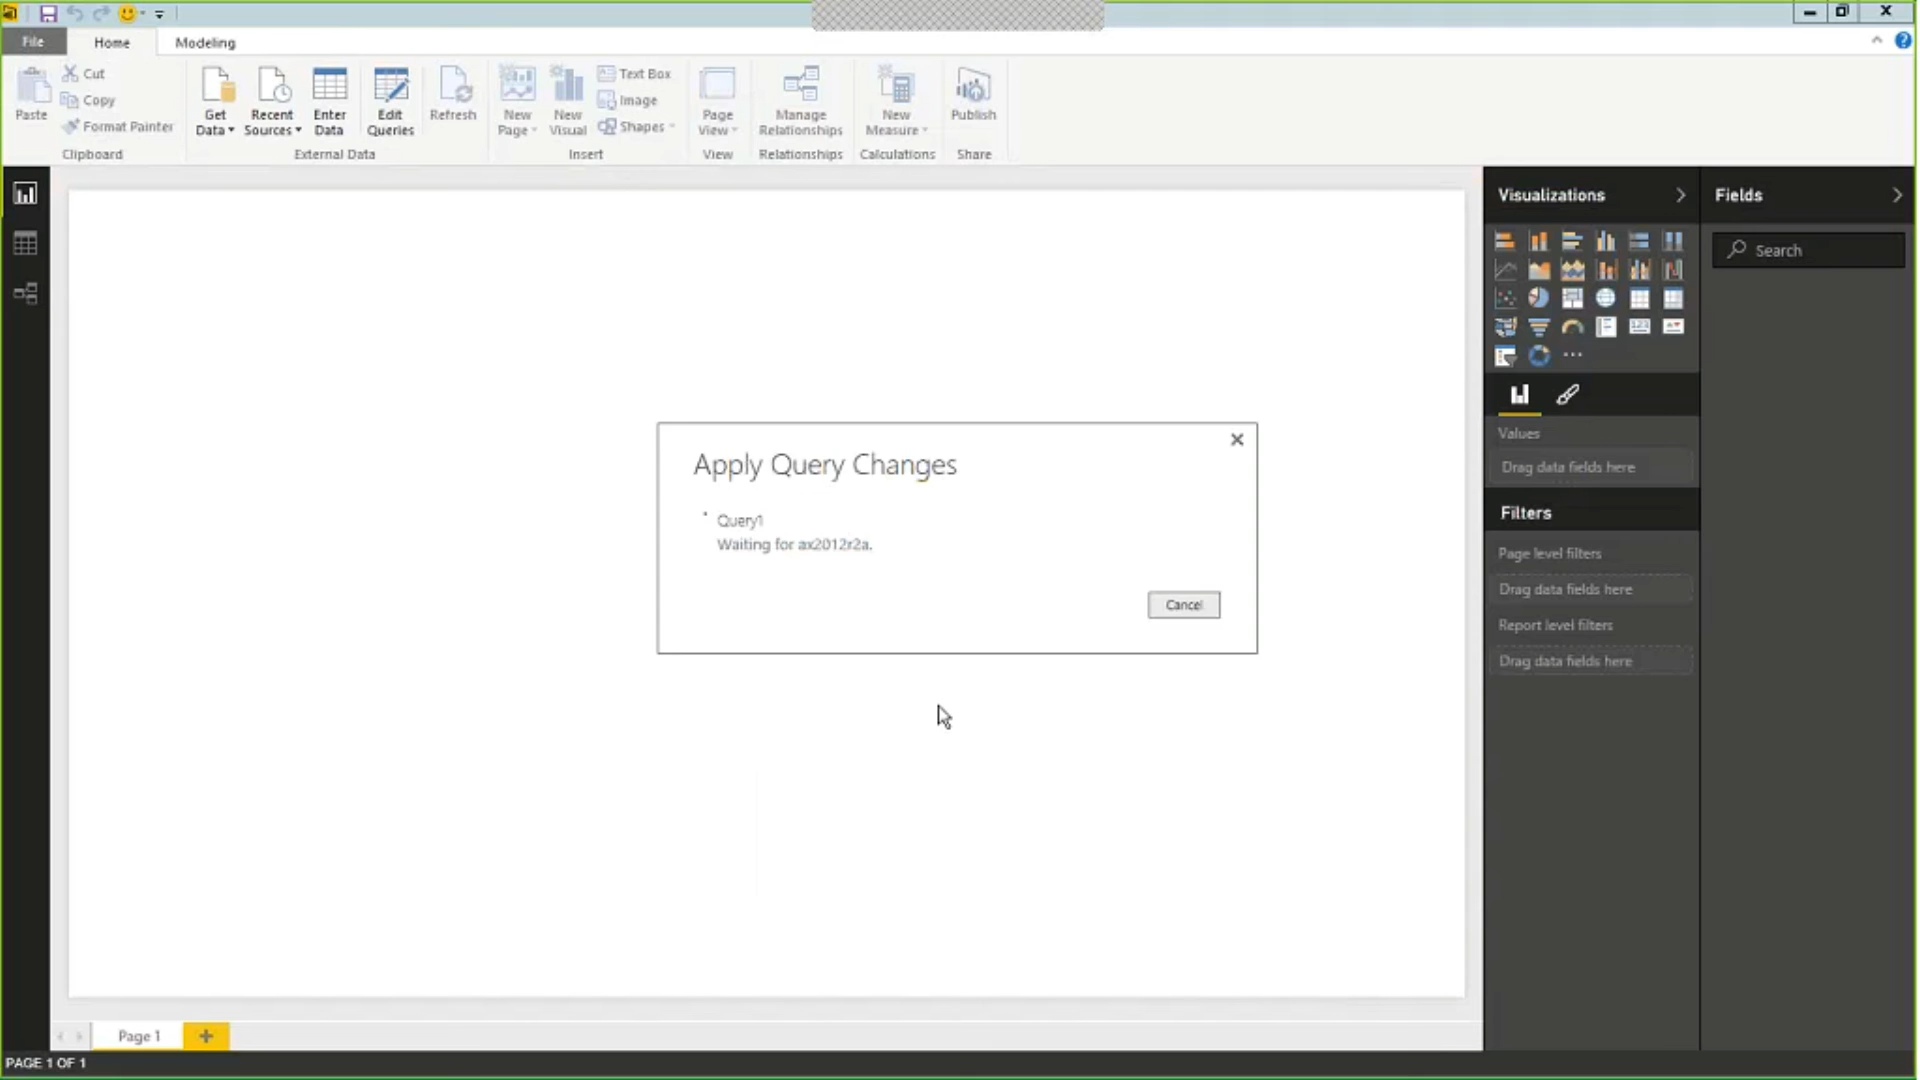 File
Home
Modeling
Paste
Cut
Copy
Format Painter
Clipboard
Get
Data
Recent
Sources
Enter
Data
Edit
Queries
Refresh
External Data
New
Page
New
Visual
Text Box
Image
Shapes
Insert
Page
View
View
Manage
Relationships
Relationships
New
Measure
Calculations
Publish
Share
Apply Query Changes
Query1
Waiting for ax2012r2a.
Cancel
Visualizations
Values
Drag data fields here
Filters
Page level filters
Drag data fields here
Report level filters
Drag data fields here
Fields
Search
Page 1
PAGE 1 OF 1